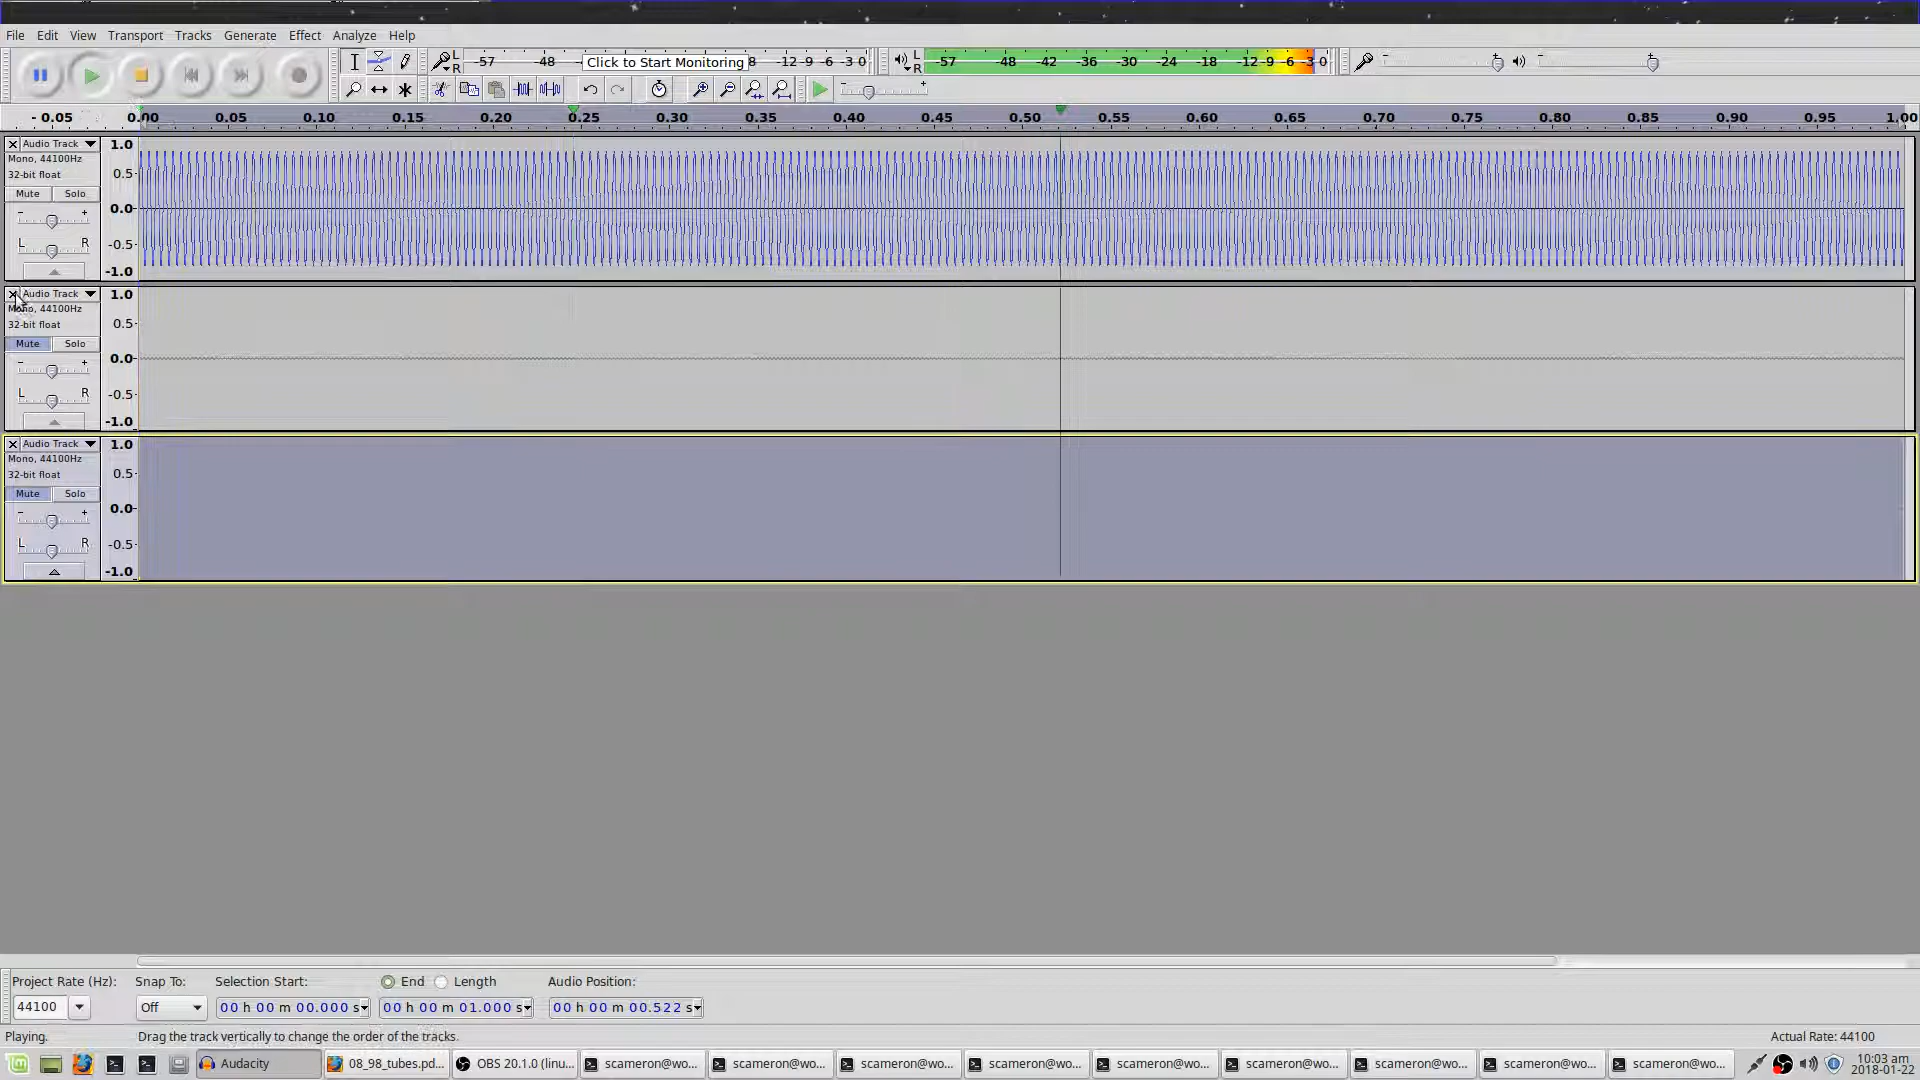 File Edit View Transport Tracks Generate Effect Analyze Help
L R -57 -48 Click to Start Monitoring 8 -12 -9 -6 -3 0 L R -57 -48 -42 -36 -30 -24 -18 -12 -9 -6 -3 0
- 0.05 0.00 0.05 0.10 0.15 0.20 0.25 0.30 0.35 0.40 0.45 0.50 0.55 0.60 0.65 0.70 0.75 0.80 0.85 0.90 0.95 1.00
Audio Track 1.0
Mono, 44100Hz
32-bit float 0.5
Mute Solo
- + 0.0
L R -0.5
-1.0
Audio Track 1.0
Mono, 44100Hz
32-bit float 0.5
Mute Solo
- + 0.0
L R -0.5
-1.0
Audio Track 1.0
Mono, 44100Hz
32-bit float 0.5
Mute Solo
- + 0.0
L R -0.5
-1.0
Project Rate (Hz): Snap To: Selection Start: End Length Audio Position:
44100 Off 00 h 00 m 00.000 s 00 h 00 m 01.000 s 00 h 00 m 00.522 s
Playing. Drag the track vertically to change the order of the tracks. Actual Rate: 44100
Audacity 08_98_tubes.pd... OBS 20.1.0 (linu... scameron@wo... scameron@wo... scameron@wo... scameron@wo... scameron@wo... scameron@wo... scameron@wo... scameron@wo... scameron@wo... 10:03 am
2018-01-22